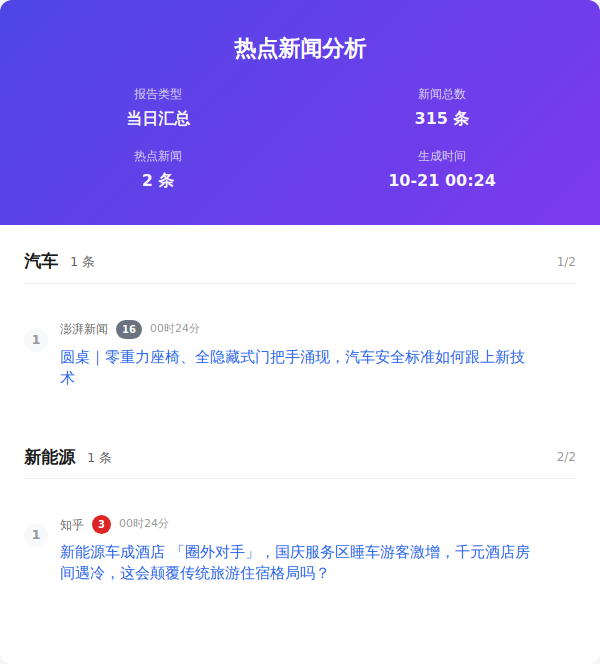 热点新闻分析
报告类型
新闻总数
当日汇总
315 条
热点新闻
生成时间
2 条
10-21 00:24
汽车 1 条 1/2
1
澎湃新闻 16 00时24分
圆桌｜零重力座椅、全隐藏式门把手涌现，汽车安全标准如何跟上新技
术
新能源 1 条 2/2
1
知乎 3 00时24分
新能源车成酒店 「圈外对手」，国庆服务区睡车游客激增，千元酒店房
间遇冷，这会颠覆传统旅游住宿格局吗？